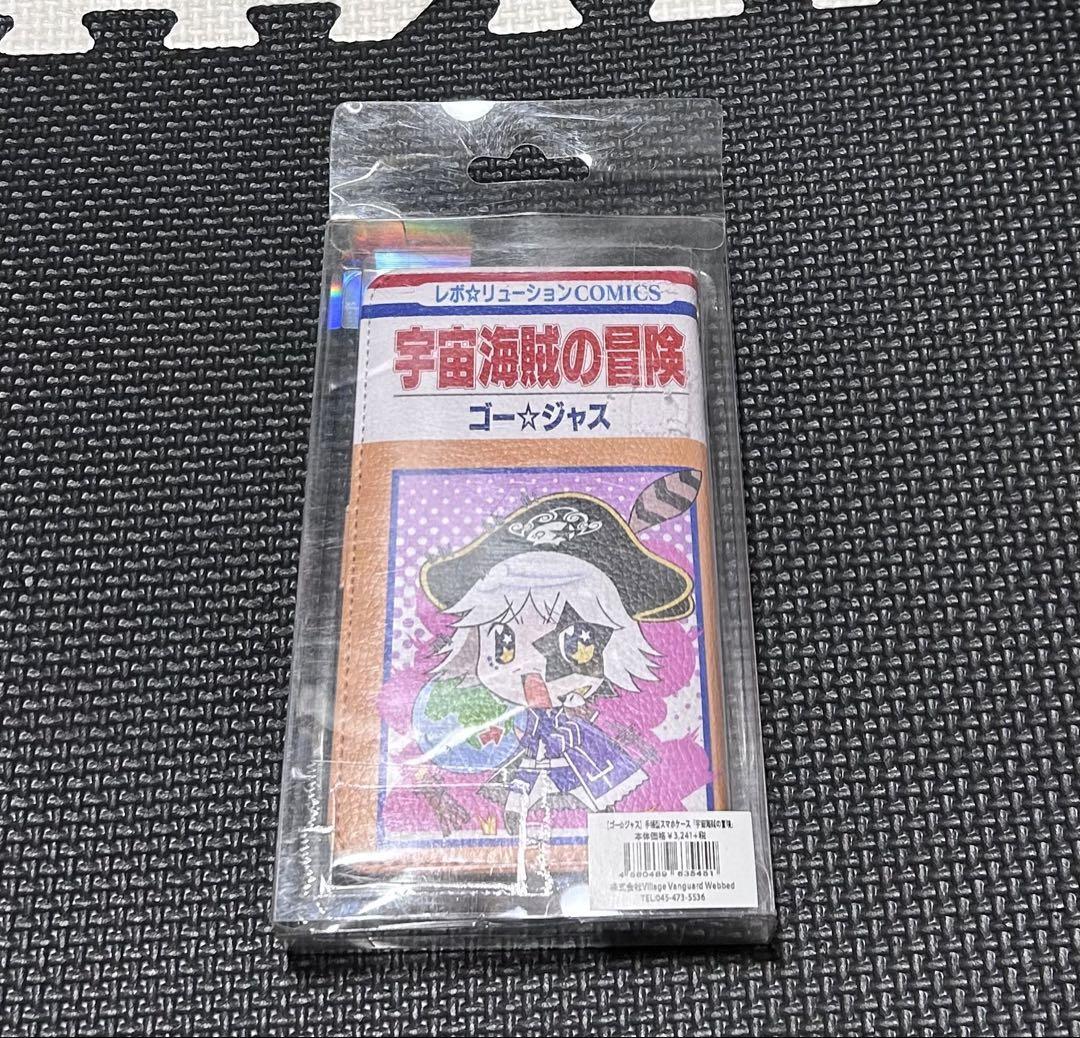 レボ☆リューションCOMICS
宇宙海賊の冒険
ゴー☆ジャス
[ゴー☆ジャス] 手帳型スマホケース「宇宙海賊の冒険」
本体価格¥3,241+税
4 580489 635451
株式会社Village Vanguard Webbed
TEL:045-473-5536